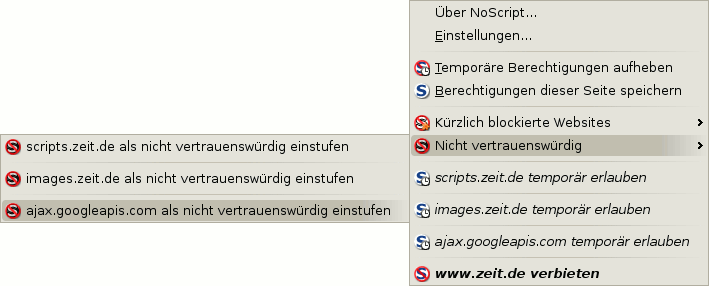 Über NoScript...
Einstellungen...
Temporäre Berechtigungen aufheben
Berechtigungen dieser Seite speichern
Kürzlich blockierte Websites
Nicht vertrauenswürdig
scripts.zeit.de als nicht vertrauenswürdig einstufen
images.zeit.de als nicht vertrauenswürdig einstufen
ajax.googleapis.com als nicht vertrauenswürdig einstufen
scripts.zeit.de temporär erlauben
images.zeit.de temporär erlauben
ajax.googleapis.com temporär erlauben
www.zeit.de verbieten